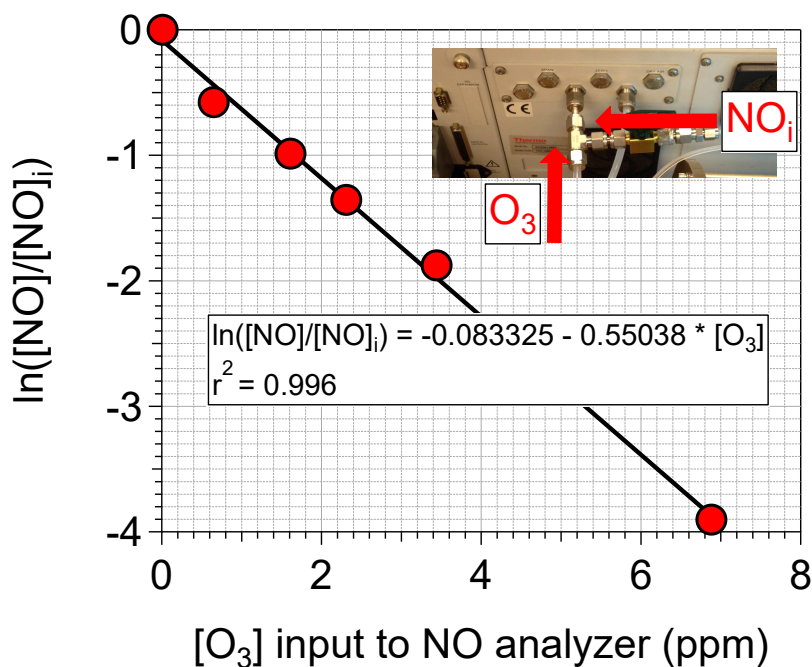 0
-1
-2
-3
-4
ln([NO]/[NO]i)
CE
Thermo
NOi
O3
ln([NO]/[NO]i) = -0.083325 - 0.55038 * [O3]
r2 = 0.996
0 2 4 6 8
[O3] input to NO analyzer (ppm)